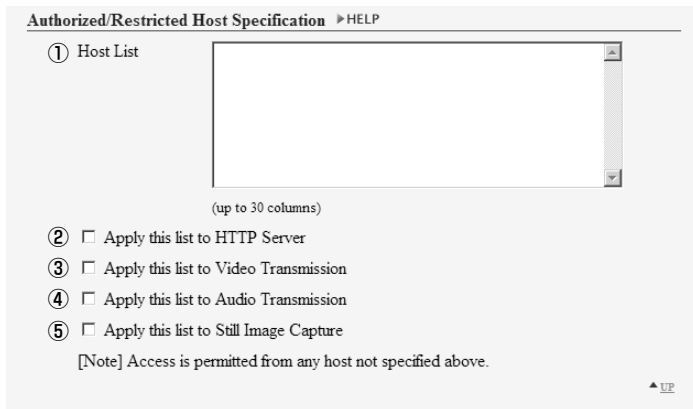 Authorized/Restricted Host Specification ▶HELP
① Host List
(up to 30 columns)
② Apply this list to HTTP Server
③ Apply this list to Video Transmission
④ Apply this list to Audio Transmission
⑤ Apply this list to Still Image Capture
[Note] Access is permitted from any host not specified above.
▲ UP